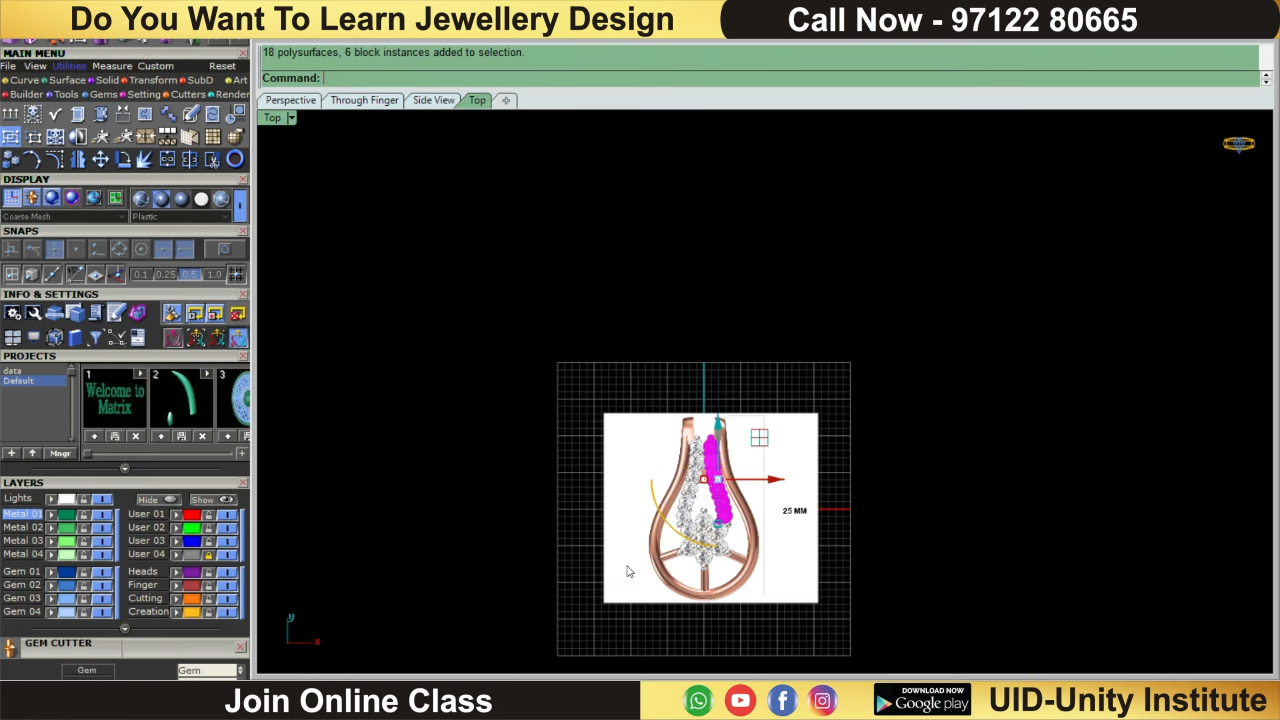 Do You Want To Learn Jewellery Design
Call Now - 97122 80665
MAIN MENU
File View Utilities Measure Custom Reset
Curve Surface Solid Transform SubD Art
Builder Tools Gems Setting Cutters Render
18 polysurfaces, 6 block instances added to selection.
Command:
Perspective Through Finger Side View Top
Top
DISPLAY
Coarse Mesh Plastic
SNAPS
0.1 0.25 0.5 1.0
INFO & SETTINGS
PROJECTS
data
Default
1 2 3
Welcome to
Matrix
Mngr
LAYERS
Lights Hide Show
Metal 01 User 01
Metal 02 User 02
Metal 03 User 03
Metal 04 User 04
Gem 01 Heads
Gem 02 Finger
Gem 03 Cutting
Gem 04 Creation
GEM CUTTER
Gem Gem
25 MM
y
x
Join Online Class
DOWNLOAD NOW
Google play
UID-Unity Institute